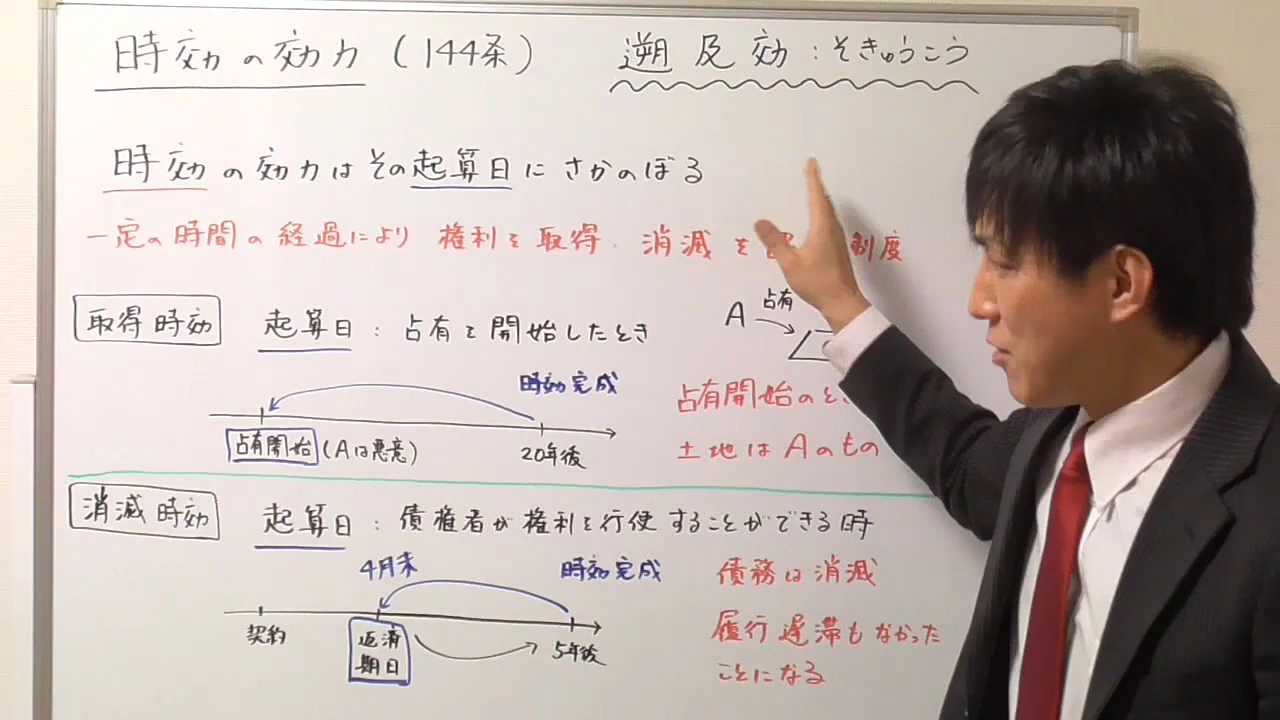 時効の効力（144条） 遡及効：そきゅうこう
時効の効力はその起算日にさかのぼる
一定の時間の経過により 権利を取得・消滅を 制度
取得時効 起算日：占有を開始したとき
A 占有
時効完成
占有開始（Aは悪意） 20年後
占有開始のとき
土地はAのもの
消滅時効 起算日：債権者が権利を行使することができる時
4月末 時効完成
契約 返済期日 5年後
債務は消滅
履行遅滞もなかった
ことになる